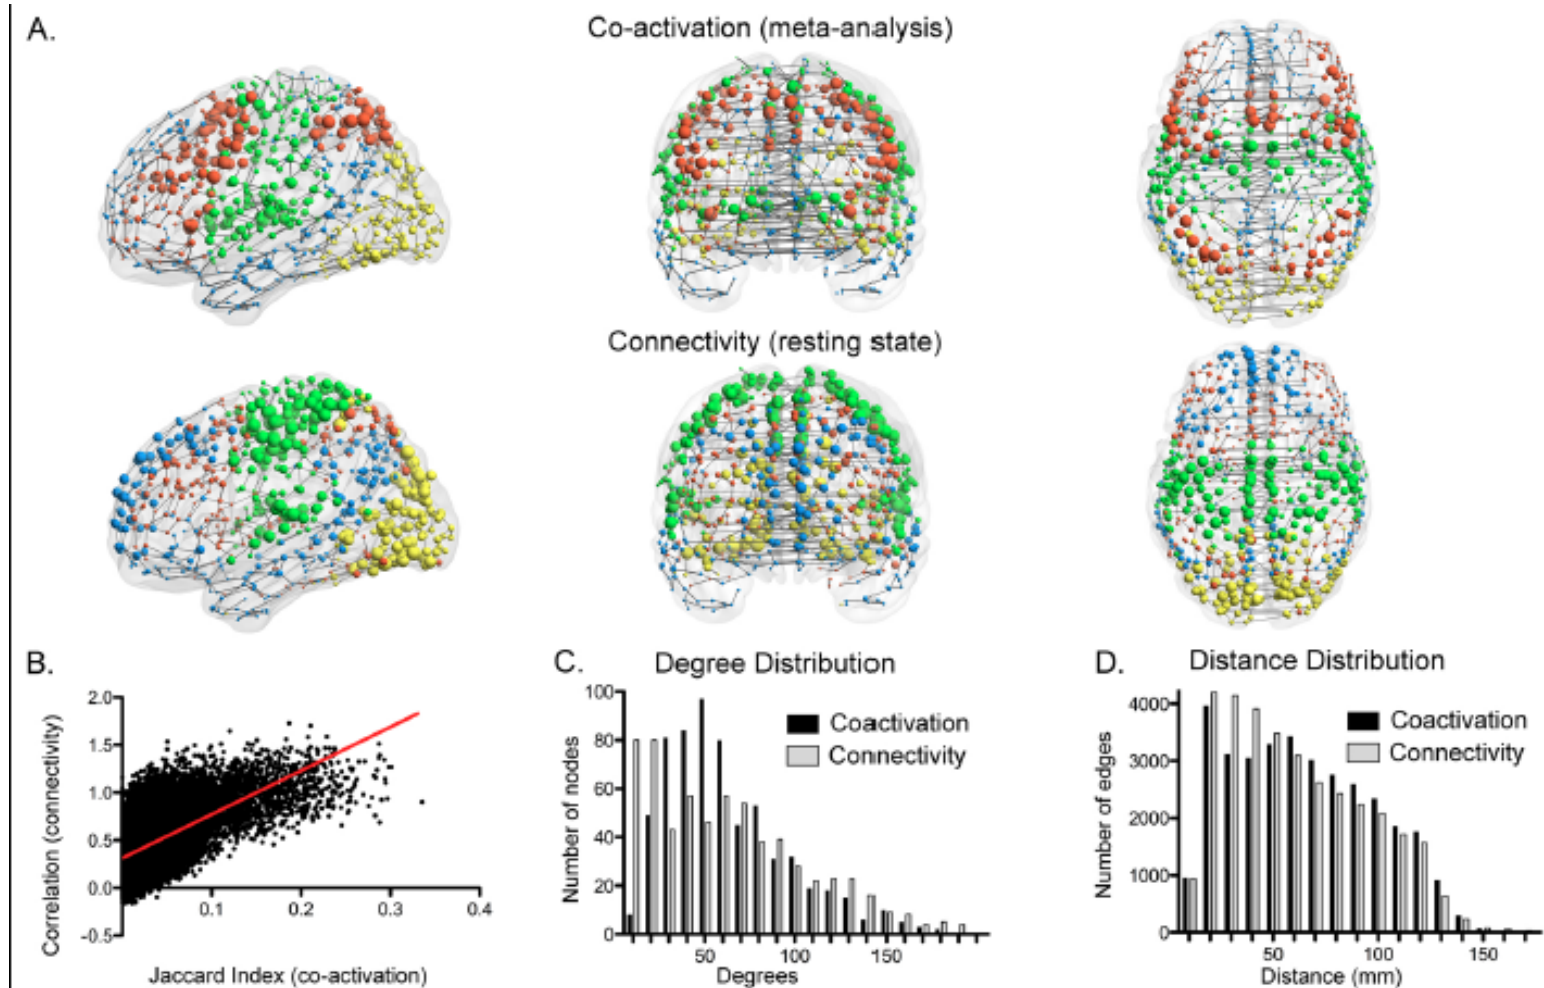 A.
Co-activation (meta-analysis)
Connectivity (resting state)
B.
2.0
1.5
1.0
0.5
0.0
-0.5
0.1
0.2
0.3
0.4
Correlation (connectivity)
Jaccard Index (co-activation)
C.
Degree Distribution
100
80
60
40
20
0
50
100
150
Number of nodes
Degrees
Coactivation
Connectivity
D.
Distance Distribution
4000
3000
2000
1000
0
50
100
150
Number of edges
Distance (mm)
Coactivation
Connectivity